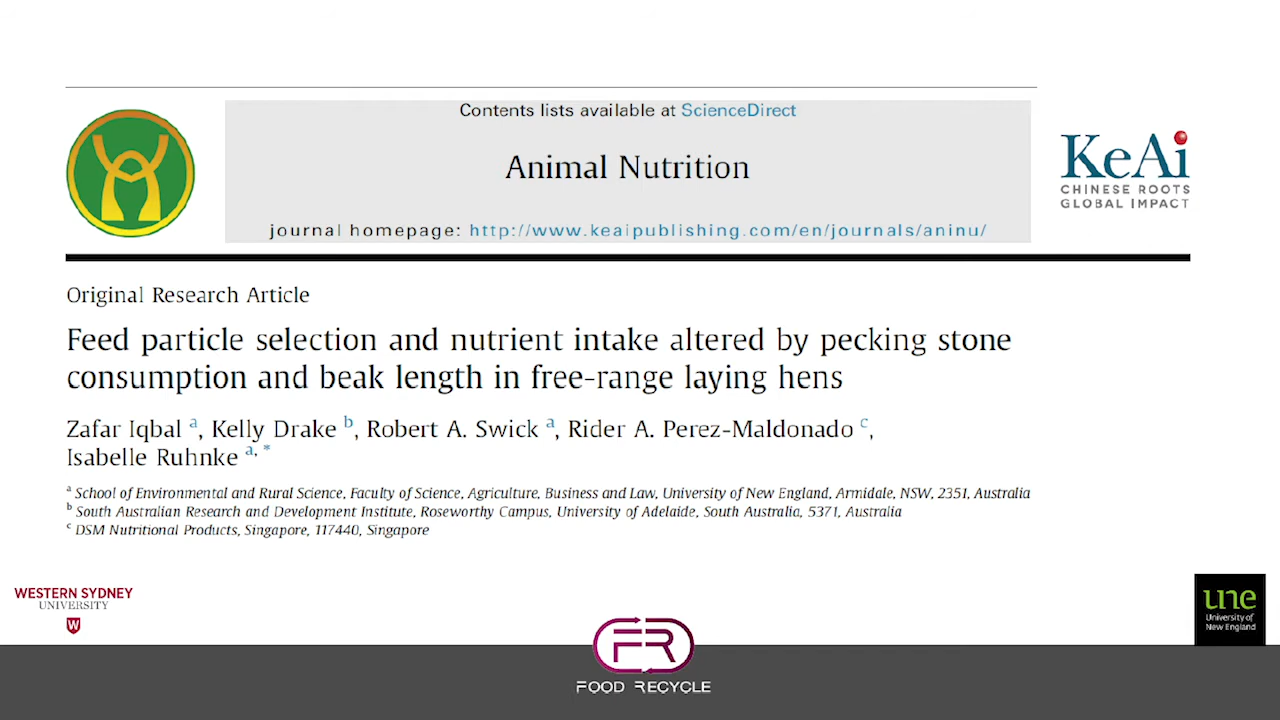 Contents lists available at ScienceDirect
Animal Nutrition
journal homepage: http://www.keaipublishing.com/en/journals/aninu/
KeAi
CHINESE ROOTS
GLOBAL IMPACT
Original Research Article
Feed particle selection and nutrient intake altered by pecking stone
consumption and beak length in free-range laying hens
Zafar Iqbal a, Kelly Drake b, Robert A. Swick a, Rider A. Perez-Maldonado c,
Isabelle Ruhnke a, *
a School of Environmental and Rural Science, Faculty of Science, Agriculture, Business and Law, University of New England, Armidale, NSW, 2351, Australia
b South Australian Research and Development Institute, Roseworthy Campus, University of Adelaide, South Australia, 5371, Australia
c DSM Nutritional Products, Singapore, 117440, Singapore
WESTERN SYDNEY
UNIVERSITY
W
une
University of
New England
FR
FOOD RECYCLE